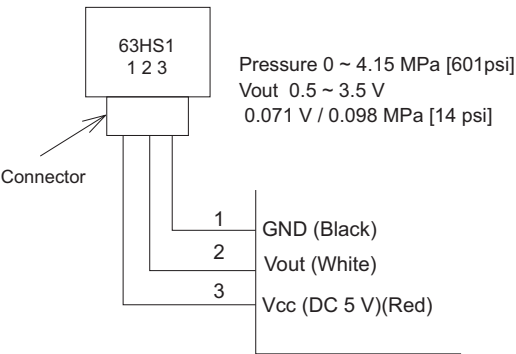 63HS1
1 2 3
Pressure 0 ~ 4.15 MPa [601psi]
Vout 0.5 ~ 3.5 V
0.071 V / 0.098 MPa [14 psi]
Connector
1
GND (Black)
2
Vout (White)
3
Vcc (DC 5 V)(Red)